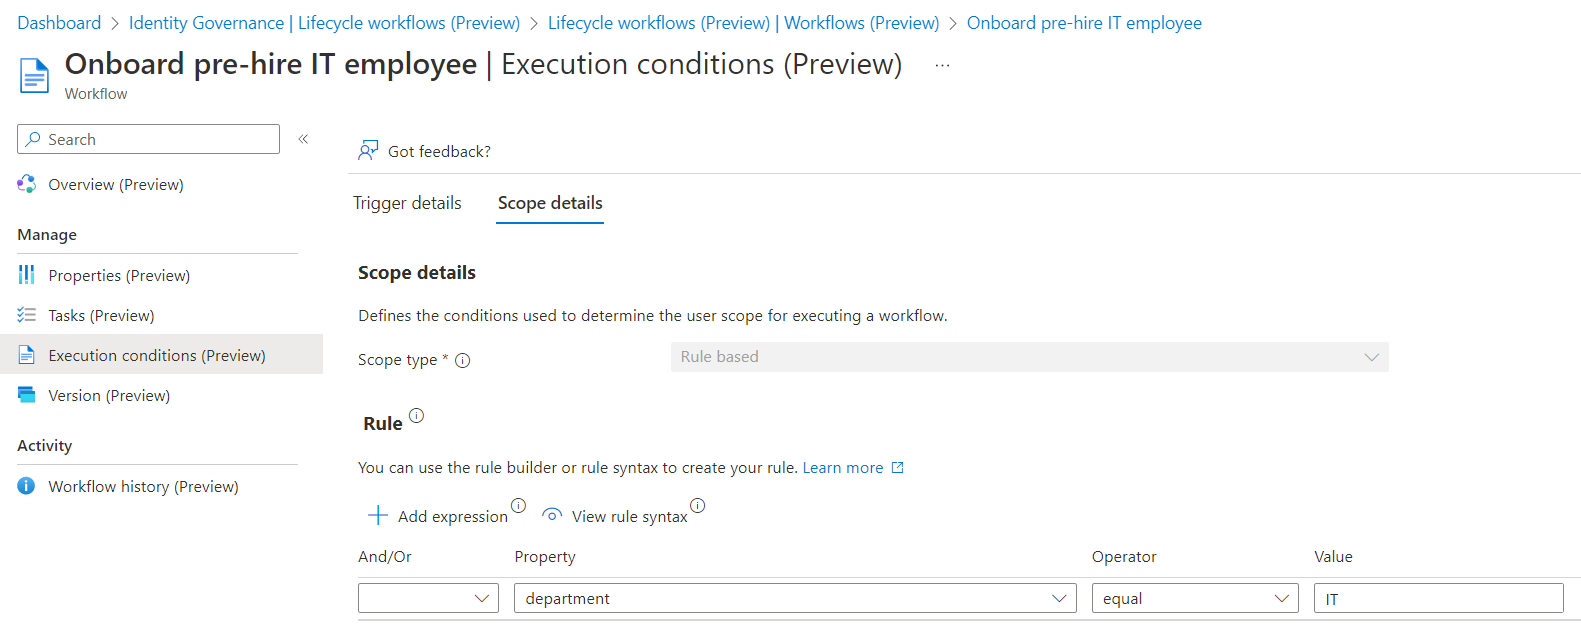 Dashboard > Identity Governance | Lifecycle workflows (Preview) > Lifecycle workflows (Preview) | Workflows (Preview) > Onboard pre-hire IT employee
Onboard pre-hire IT employee | Execution conditions (Preview) ...
Workflow
Search «
Overview (Preview)
Manage
Properties (Preview)
Tasks (Preview)
Execution conditions (Preview)
Version (Preview)
Activity
Workflow history (Preview)
Got feedback?
Trigger details Scope details
Scope details
Defines the conditions used to determine the user scope for executing a workflow.
Scope type * Rule based
Rule
You can use the rule builder or rule syntax to create your rule. Learn more
Add expression View rule syntax
And/Or Property Operator Value
department equal IT